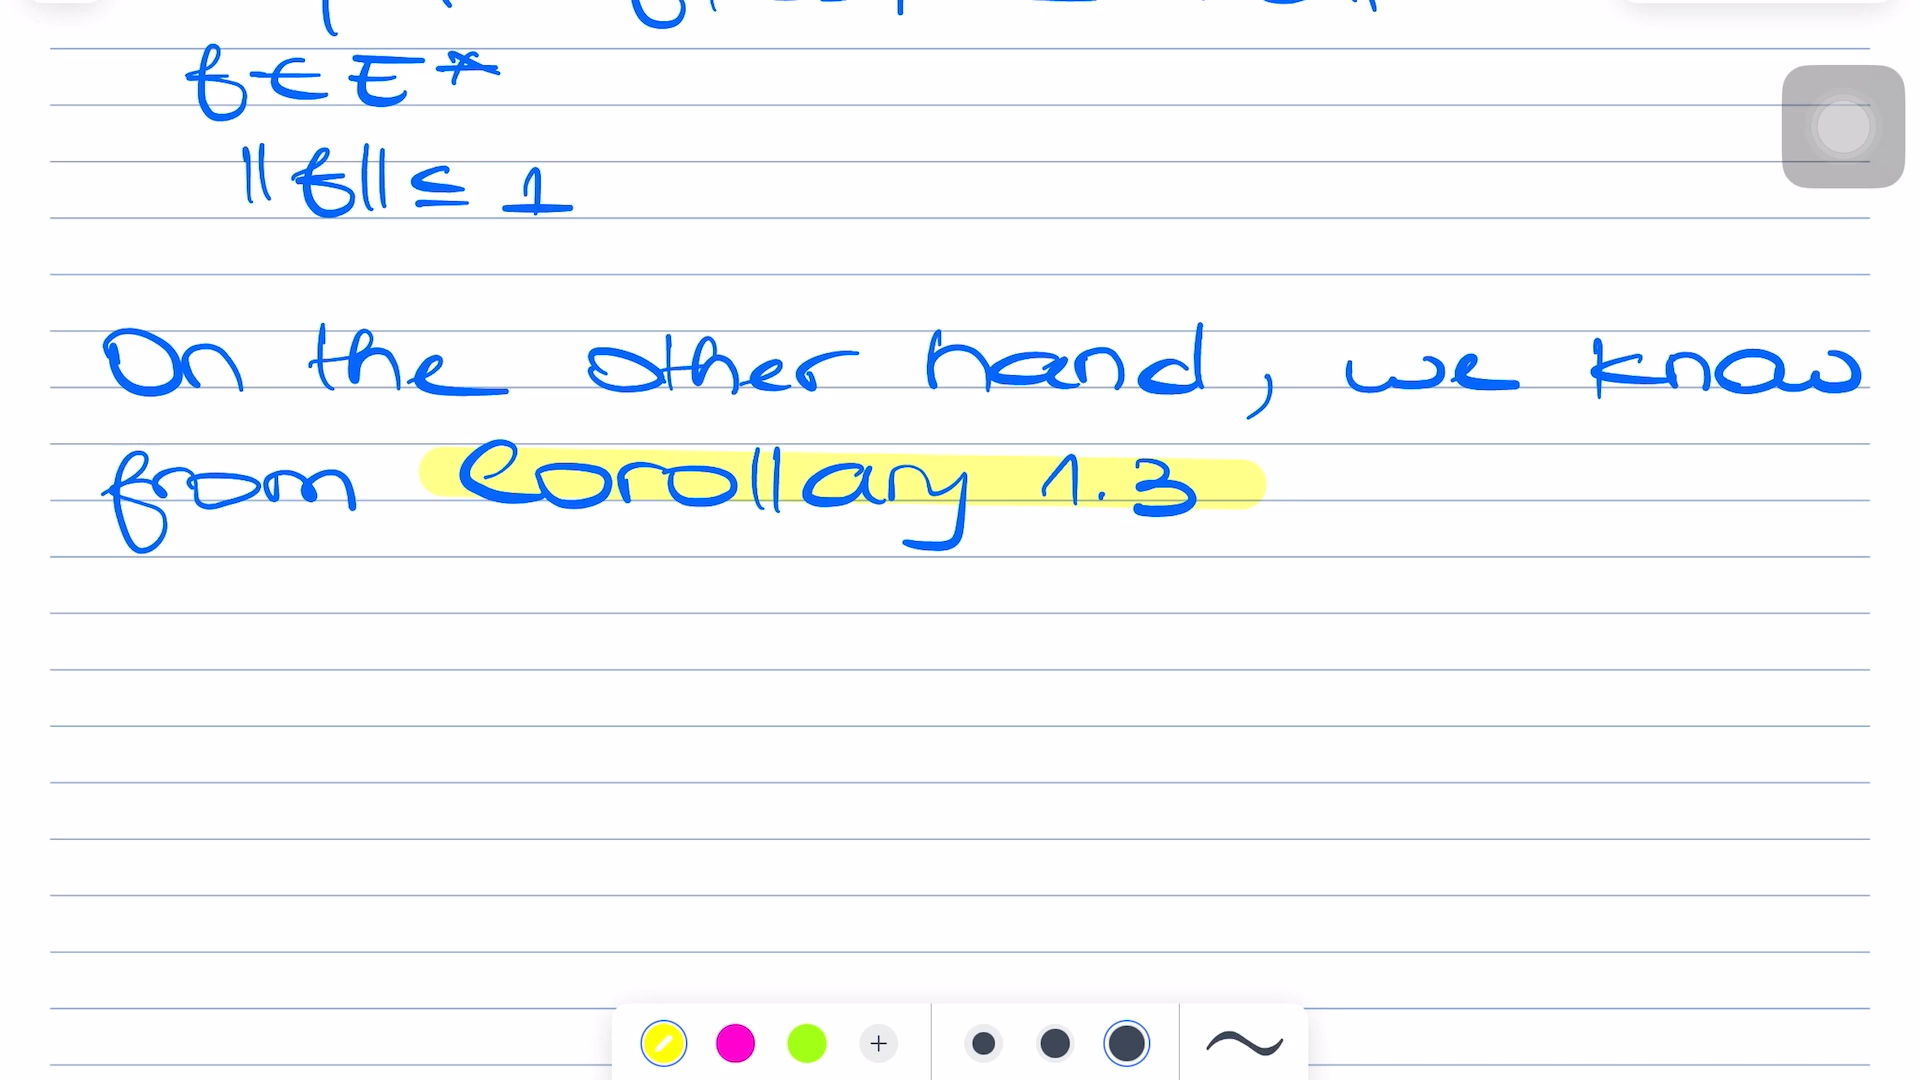 f ∈ E*
||f|| ≤ 1
On the other hand, we know
from Corollary 1.3